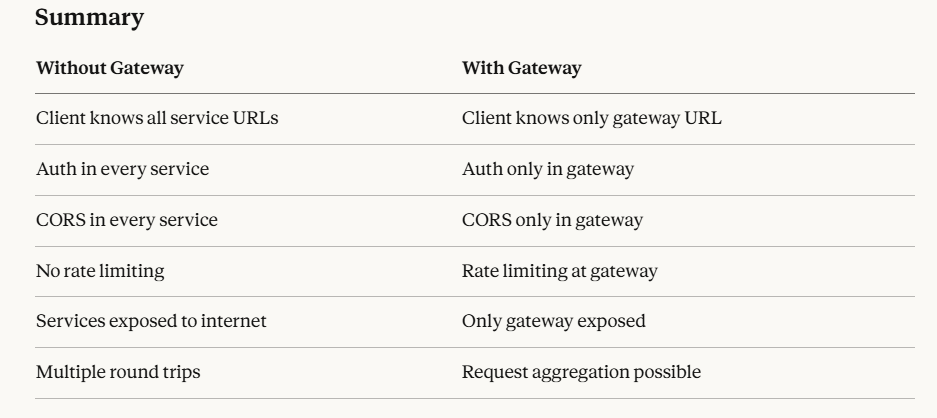 Summary
Without Gateway With Gateway
Client knows all service URLs Client knows only gateway URL
Auth in every service Auth only in gateway
CORS in every service CORS only in gateway
No rate limiting Rate limiting at gateway
Services exposed to internet Only gateway exposed
Multiple round trips Request aggregation possible